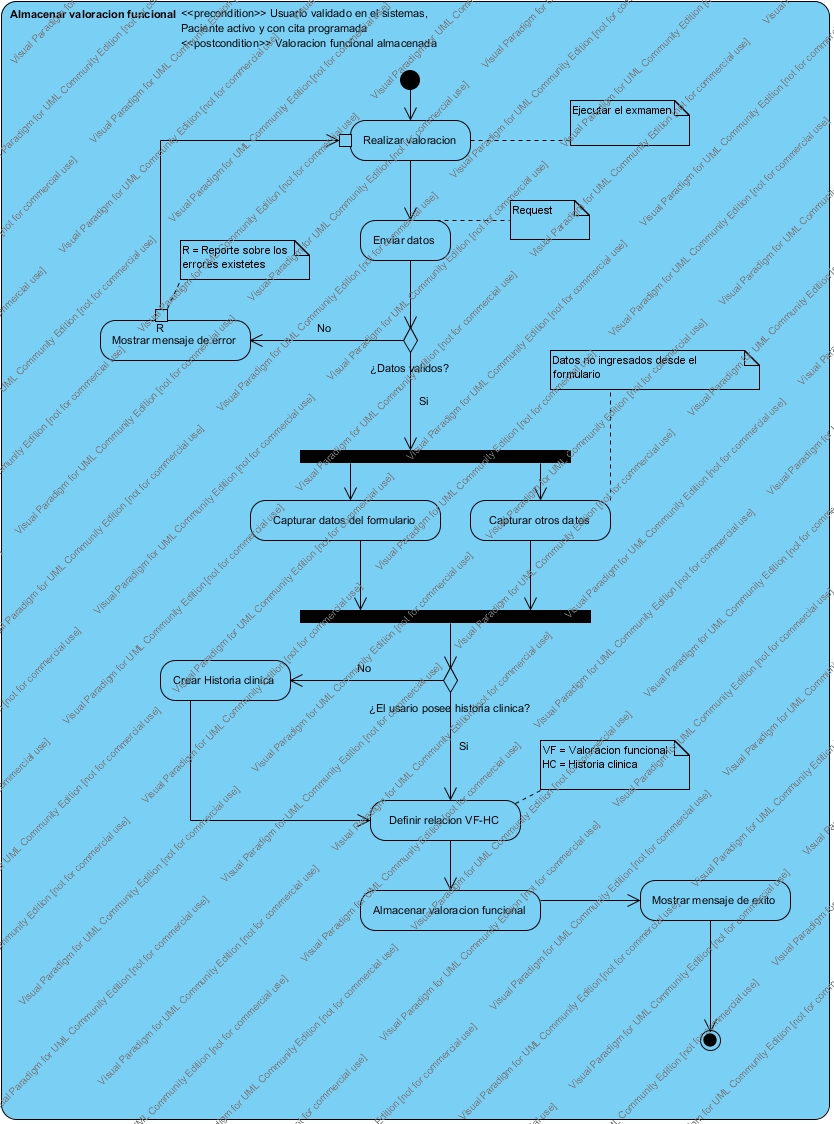 Almacenar valoracion funcional <<precondition>> Usuario validado en el sistemas,
Paciente activo y con cita programada
<<postcondition>> Valoracion funcional almacenada
Ejecutar el exmamen
Realizar valoracion
Request
Enviar datos
R = Reporte sobre los
errores existetes
R
Mostrar mensaje de error
No
¿Datos validos?
Si
Datos no ingresados desde el
formulario
Capturar datos del formulario
Capturar otros datos
No
Crear Historia clinica
¿El usario posee historia clinica?
Si
VF = Valoracion funcional
HC = Historia clinica
Definir relacion VF-HC
Almacenar valoracion funcional
Mostrar mensaje de exito
Visual Paradigm for UML Community Edition [not for commercial use]